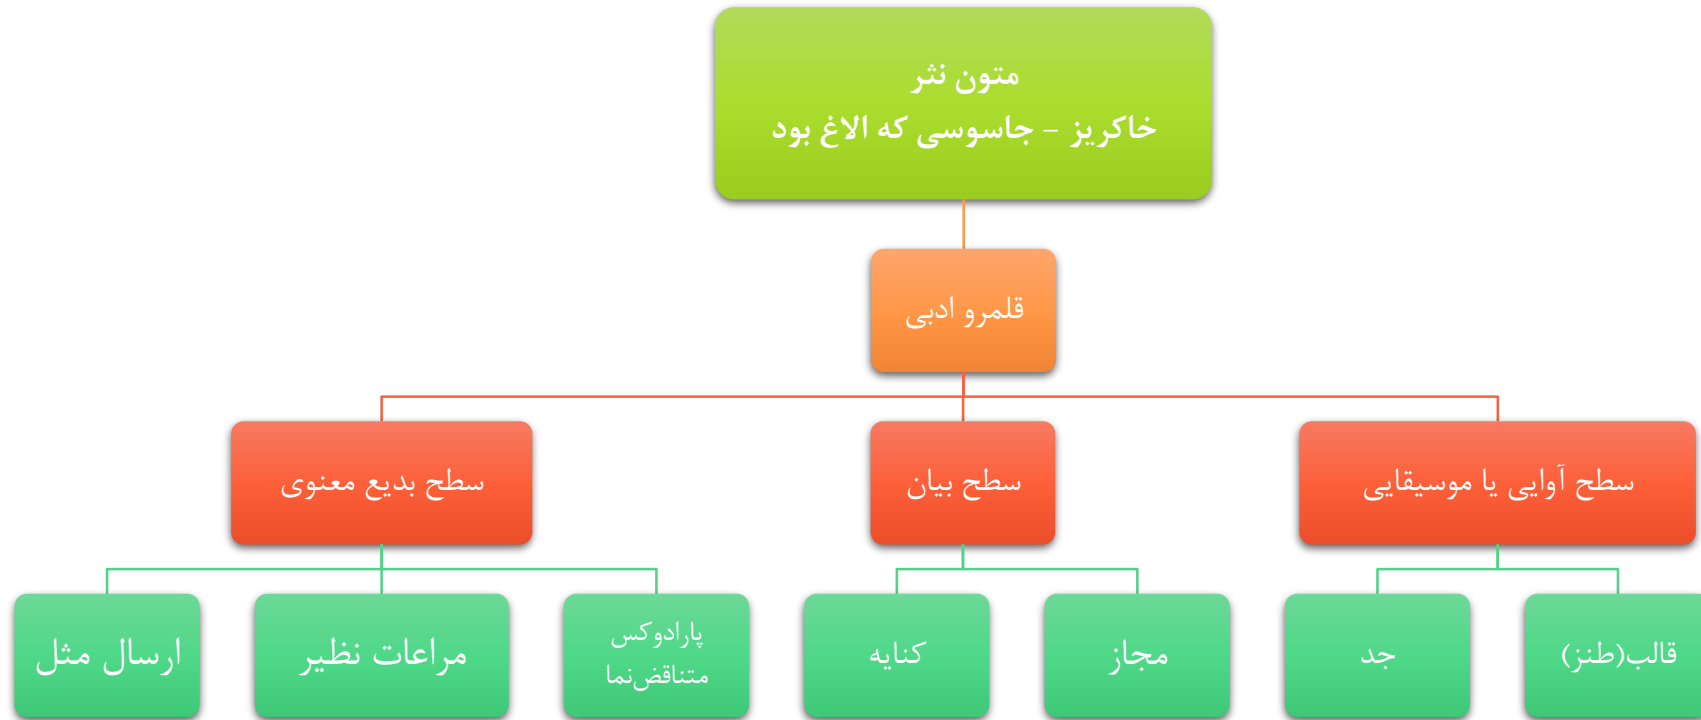 متون نثر
خاکریز - جاسوسی که الاغ بود
قلمرو ادبی
سطح آوایی یا موسیقایی
سطح بیان
سطح بدیع معنوی
قالب(طنز)
جد
مجاز
کنایه
پارادوکس
متناقض‌نما
مراعات نظیر
ارسال مثل